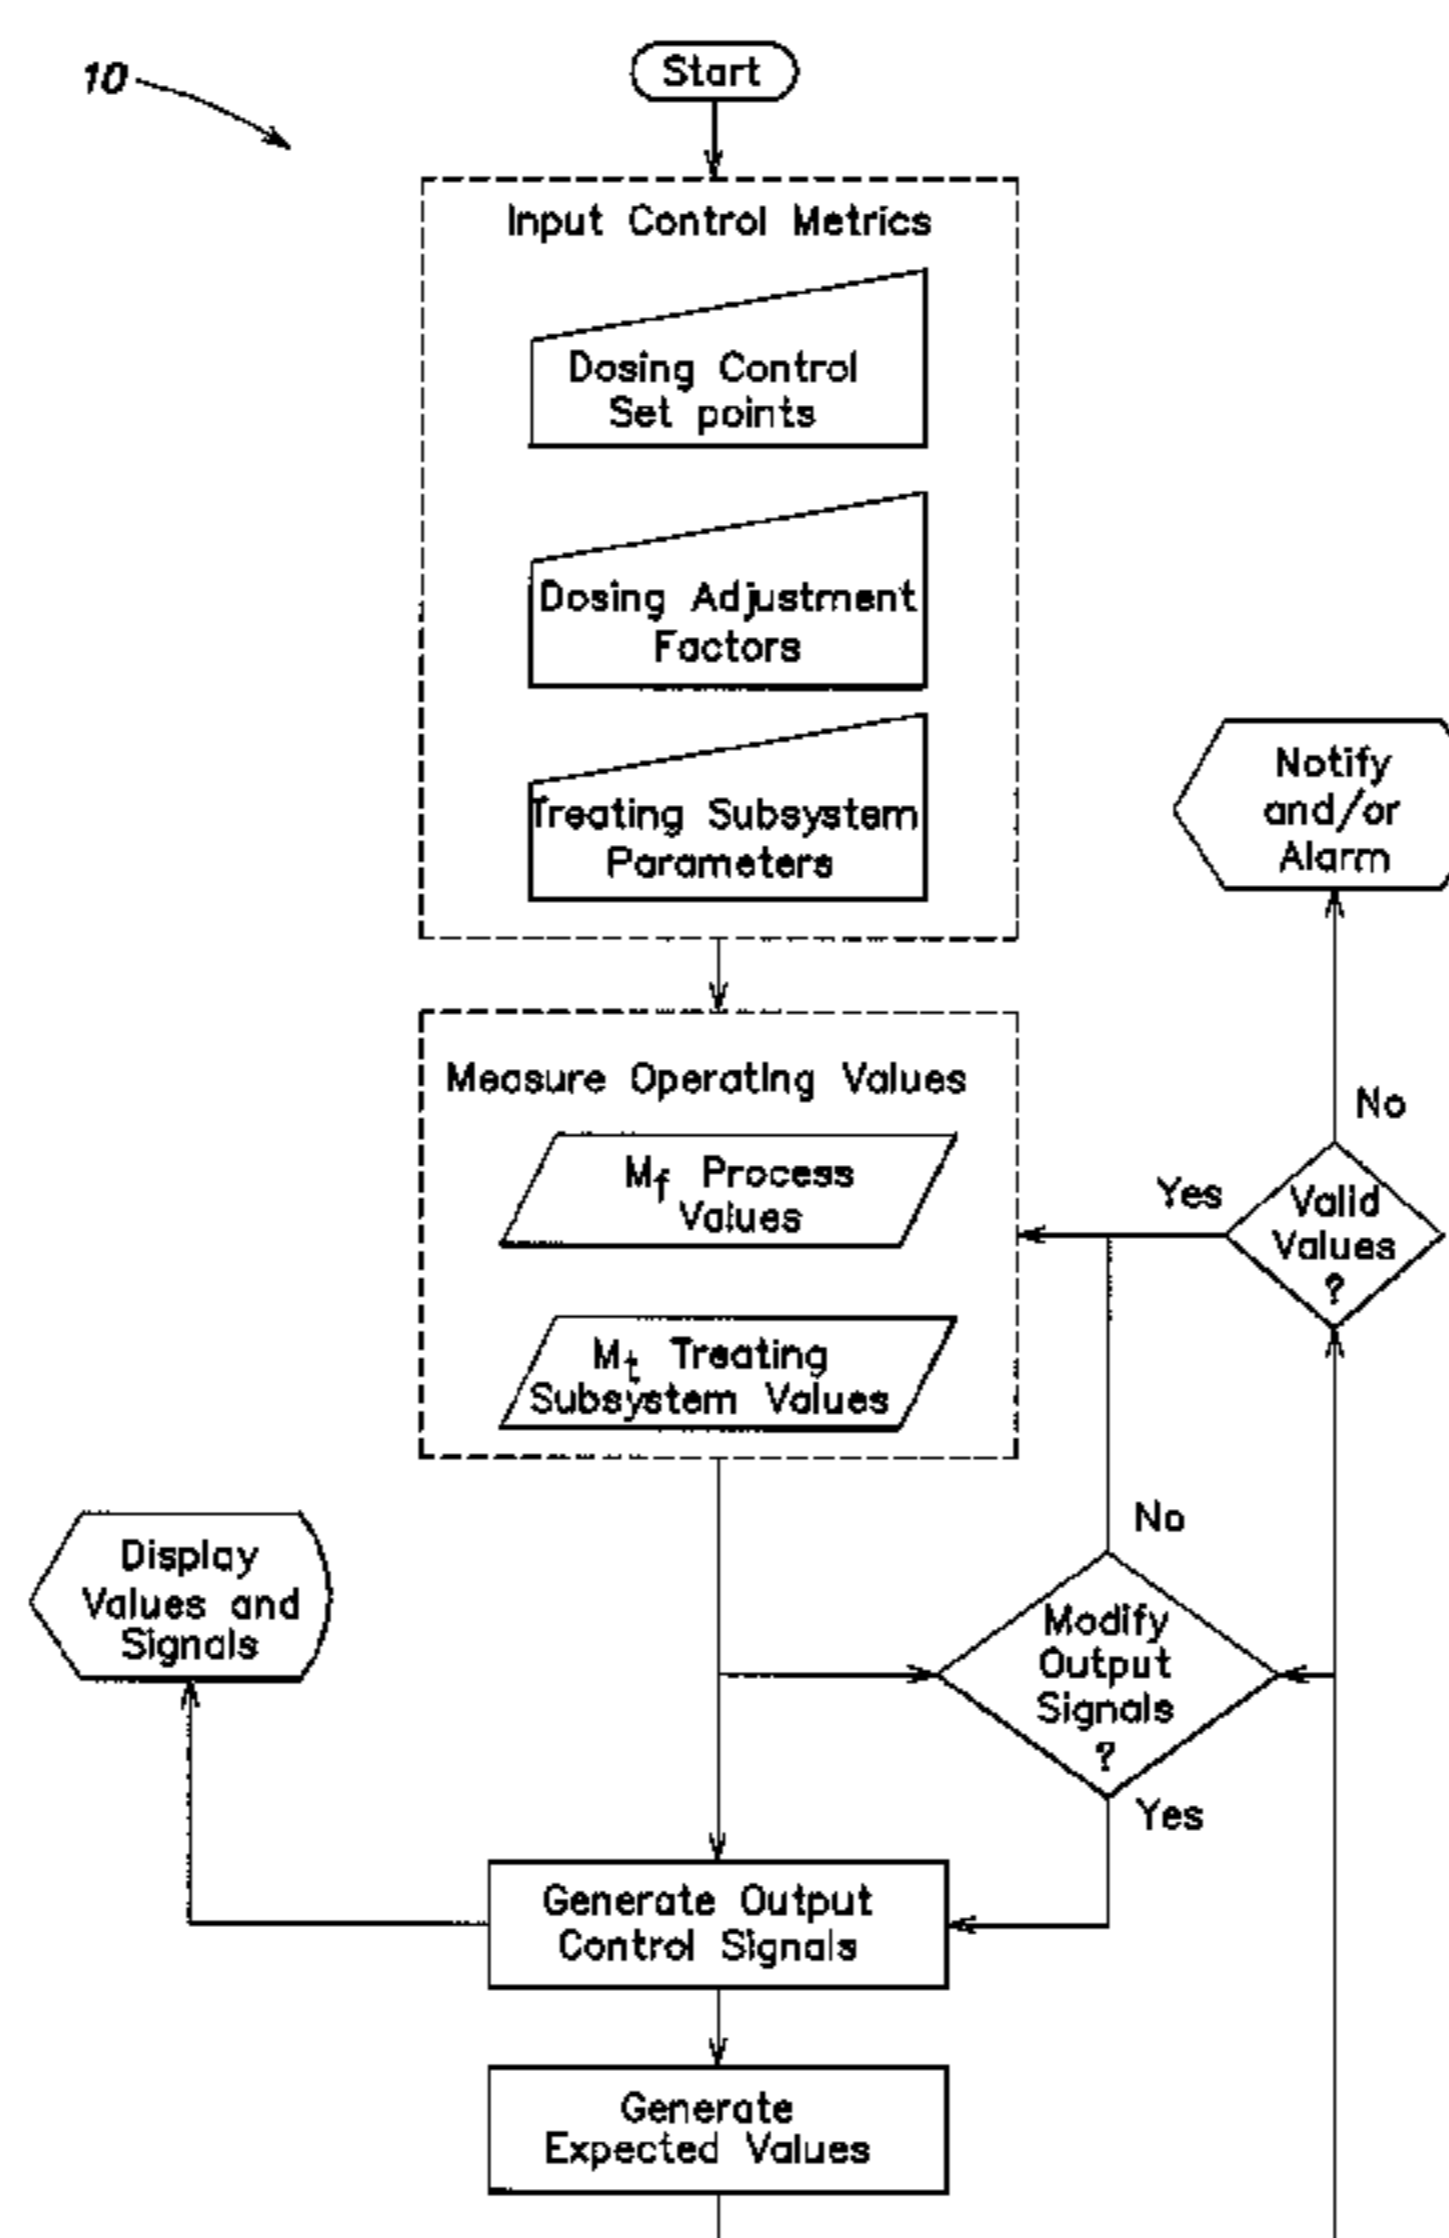 10
Start
Input Control Metrics
Dosing Control
Set points
Dosing Adjustment
Factors
Treating Subsystem
Parameters
Notify
and/or
Alarm
Measure Operating Values
No
Mf Process
Values
Yes
Valid
Values
?
Mt Treating
Subsystem Values
No
Display
Values and
Signals
Modify
Output
Signals
?
Yes
Generate Output
Control Signals
Generate
Expected Values